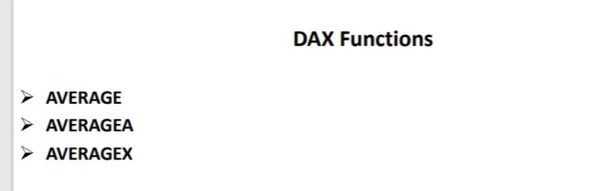 DAX Functions
➢ AVERAGE
➢ AVERAGEA
➢ AVERAGEX